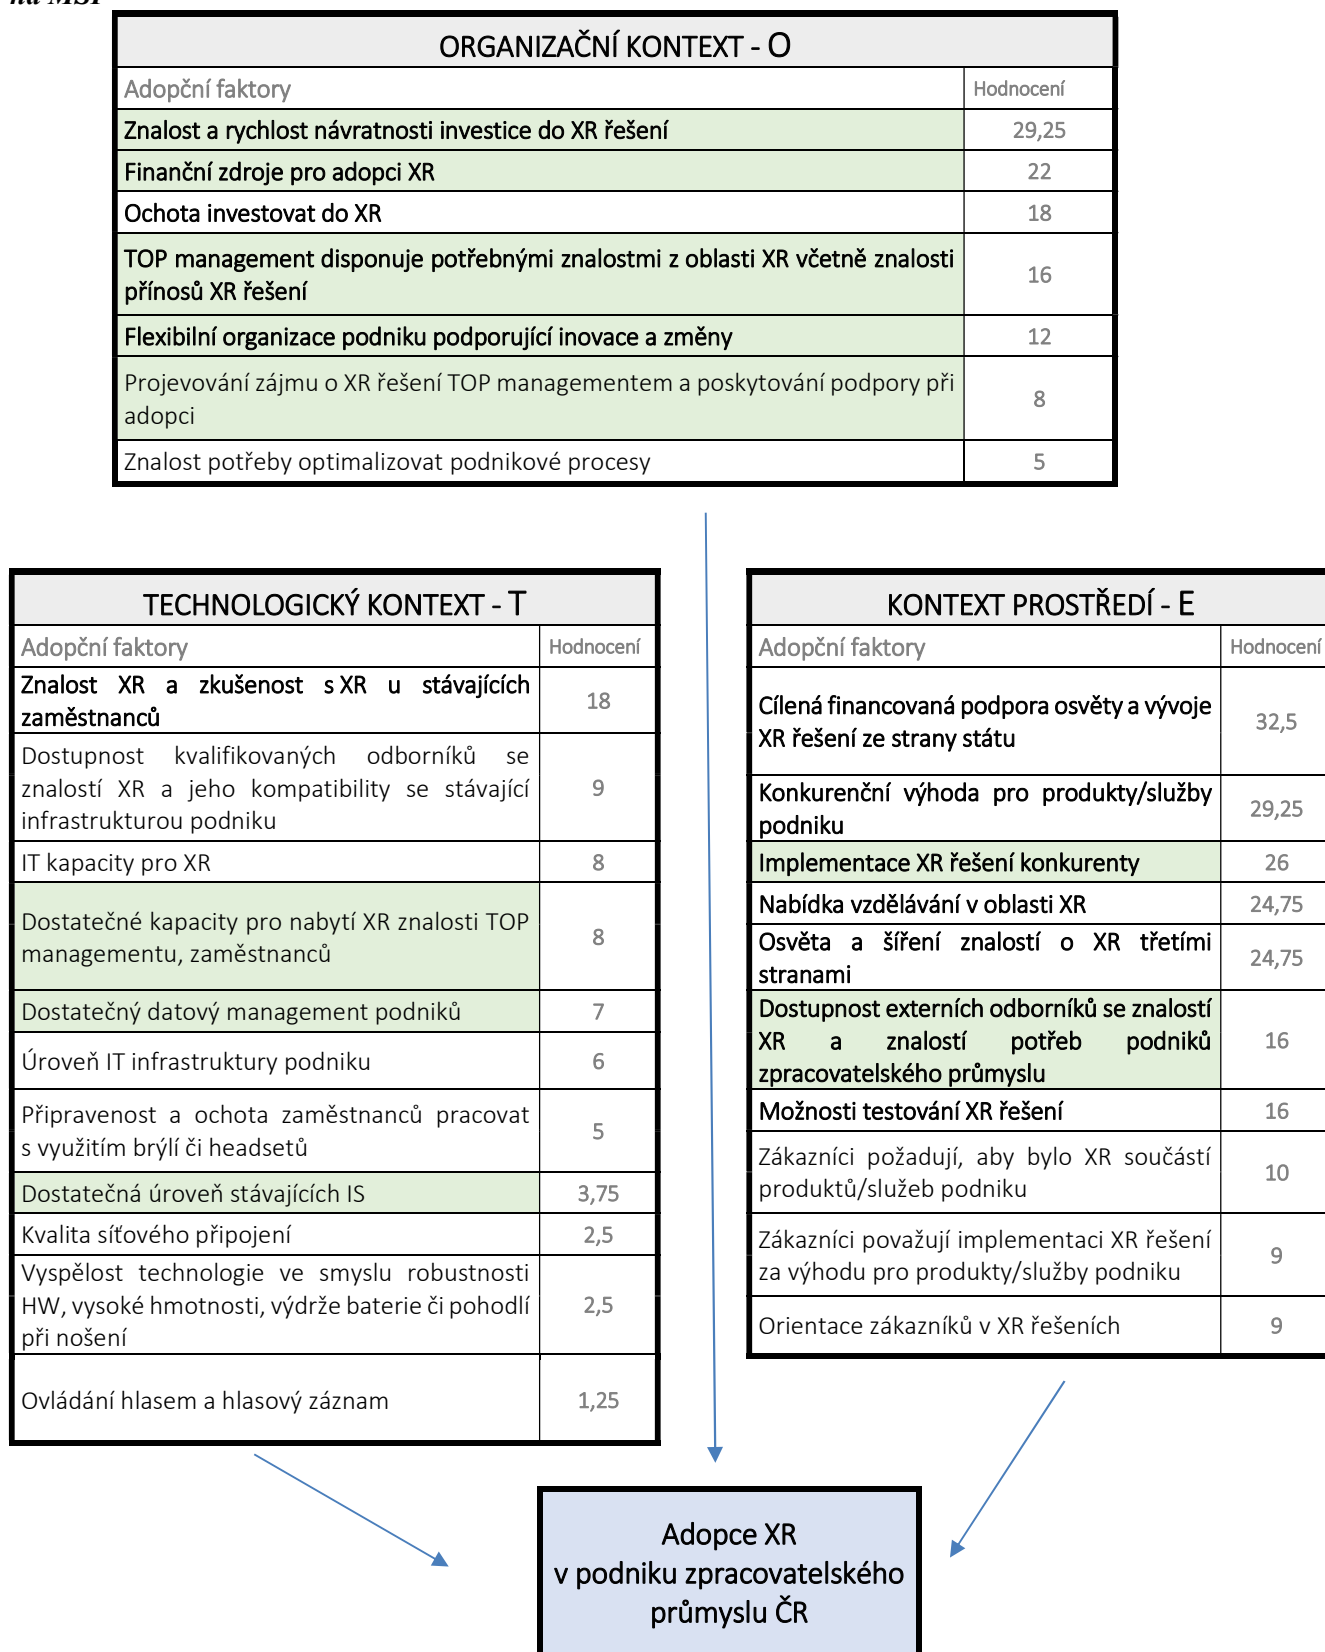 na MSP
ORGANIZAČNÍ KONTEXT - O
Adopční faktory Hodnocení
Znalost a rychlost návratnosti investice do XR řešení 29,25
Finanční zdroje pro adopci XR 22
Ochota investovat do XR 18
TOP management disponuje potřebnými znalostmi z oblasti XR včetně znalosti
přínosů XR řešení 16
Flexibilní organizace podniku podporující inovace a změny 12
Projevování zájmu o XR řešení TOP managementem a poskytování podpory při
adopci 8
Znalost potřeby optimalizovat podnikové procesy 5
TECHNOLOGICKÝ KONTEXT - T
Adopční faktory Hodnocení
Znalost XR a zkušenost s XR u stávajících
zaměstnanců 18
Dostupnost kvalifikovaných odborníků se
znalostí XR a jeho kompatibility se stávající
infrastrukturou podniku 9
IT kapacity pro XR 8
Dostatečné kapacity pro nabytí XR znalosti TOP
managementu, zaměstnanců 8
Dostatečný datový management podniků 7
Úroveň IT infrastruktury podniku 6
Připravenost a ochota zaměstnanců pracovat
s využitím brýlí či headsetů 5
Dostatečná úroveň stávajících IS 3,75
Kvalita síťového připojení 2,5
Vyspělost technologie ve smyslu robustnosti
HW, vysoké hmotnosti, výdrže baterie či pohodlí
při nošení 2,5
Ovládání hlasem a hlasový záznam 1,25
KONTEXT PROSTŘEDÍ - E
Adopční faktory Hodnocení
Cílená financovaná podpora osvěty a vývoje
XR řešení ze strany státu 32,5
Konkurenční výhoda pro produkty/služby
podniku 29,25
Implementace XR řešení konkurenty 26
Nabídka vzdělávání v oblasti XR 24,75
Osvěta a šíření znalostí o XR třetími
stranami 24,75
Dostupnost externích odborníků se znalostí
XR a znalostí potřeb podniků
zpracovatelského průmyslu 16
Možnosti testování XR řešení 16
Zákazníci požadují, aby bylo XR součástí
produktů/služeb podniku 10
Zákazníci považují implementaci XR řešení
za výhodu pro produkty/služby podniku 9
Orientace zákazníků v XR řešeních 9
Adopce XR
v podniku zpracovatelského
průmyslu ČR